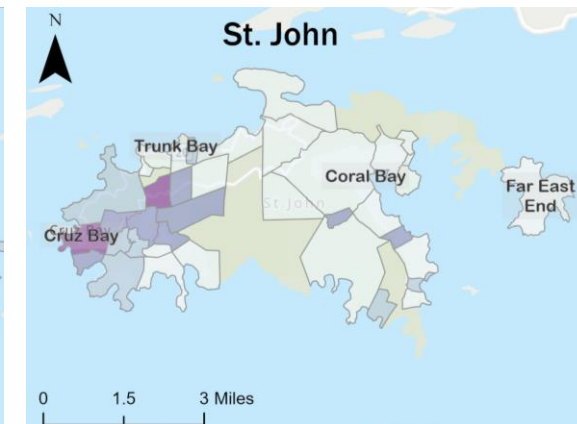 St. John
N
Trunk Bay
Coral Bay
Far East
End
St John
Cruz Bay
0 1.5 3 Miles